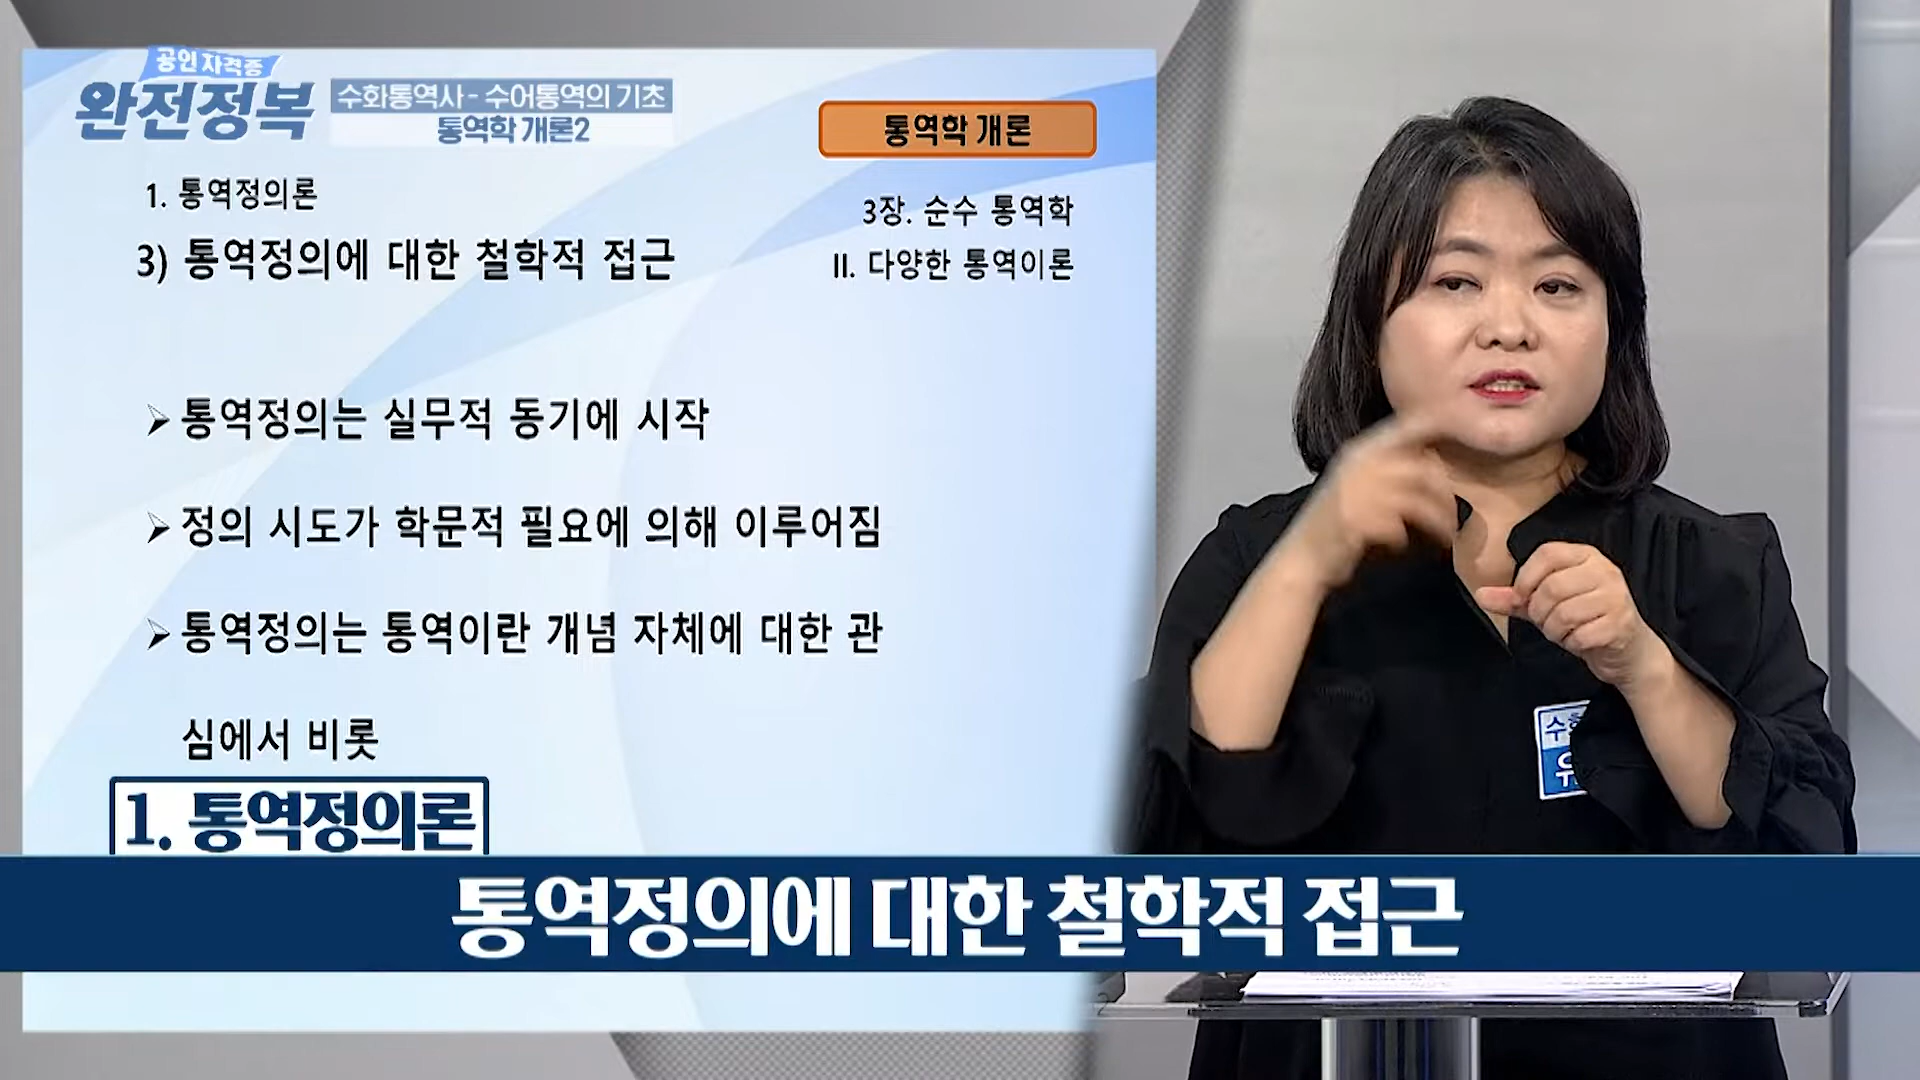 공인 자격증
완전정복
수화통역사 - 수어통역의 기초
통역학 개론2
통역학 개론
1. 통역정의론
3장. 순수 통역학
3) 통역정의에 대한 철학적 접근
II. 다양한 통역이론
➢ 통역정의는 실무적 동기에 시작
➢ 정의 시도가 학문적 필요에 의해 이루어짐
➢ 통역정의는 통역이란 개념 자체에 대한 관
심에서 비롯
1. 통역정의론
통역정의에 대한 철학적 접근